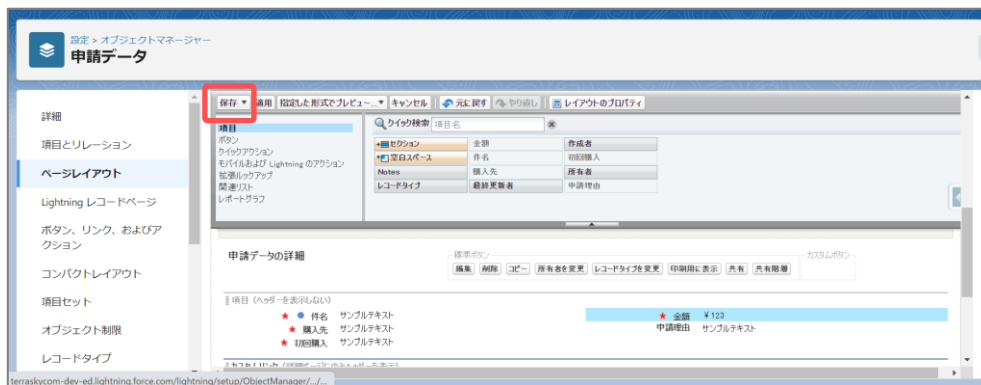 設定 > オブジェクトマネージャー
申請データ
詳細
項目とリレーション
ページレイアウト
Lightning レコードページ
ボタン、リンク、およびア
クション
コンパクトレイアウト
項目セット
オブジェクト制限
レコードタイプ
保存 適用 指定した形式でプレビュー... キャンセル 元に戻す やり直し レイアウトのプロパティ
項目
ボタン
クイックアクション
モバイルおよび Lightning のアクション
拡張ルックアップ
関連リスト
レポートグラフ
クイック検索 項目名
セクション 金額 作成者
空白スペース 件名 初回購入
Notes 購入先 所有者
レコードタイプ 最終更新者 申請理由
申請データの詳細
標準ボタン
編集 削除 コピー 所有者を変更 レコードタイプを変更 印刷用に表示 共有 共有階層
カスタムボタン
項目 (ヘッダーを表示しない)
件名 サンプルテキスト 金額 ¥123
購入先 サンプルテキスト 申請理由 サンプルテキスト
初回購入 サンプルテキスト
terraskycom-dev-ed.lightning.force.com/lightning/setup/ObjectManager/.../...